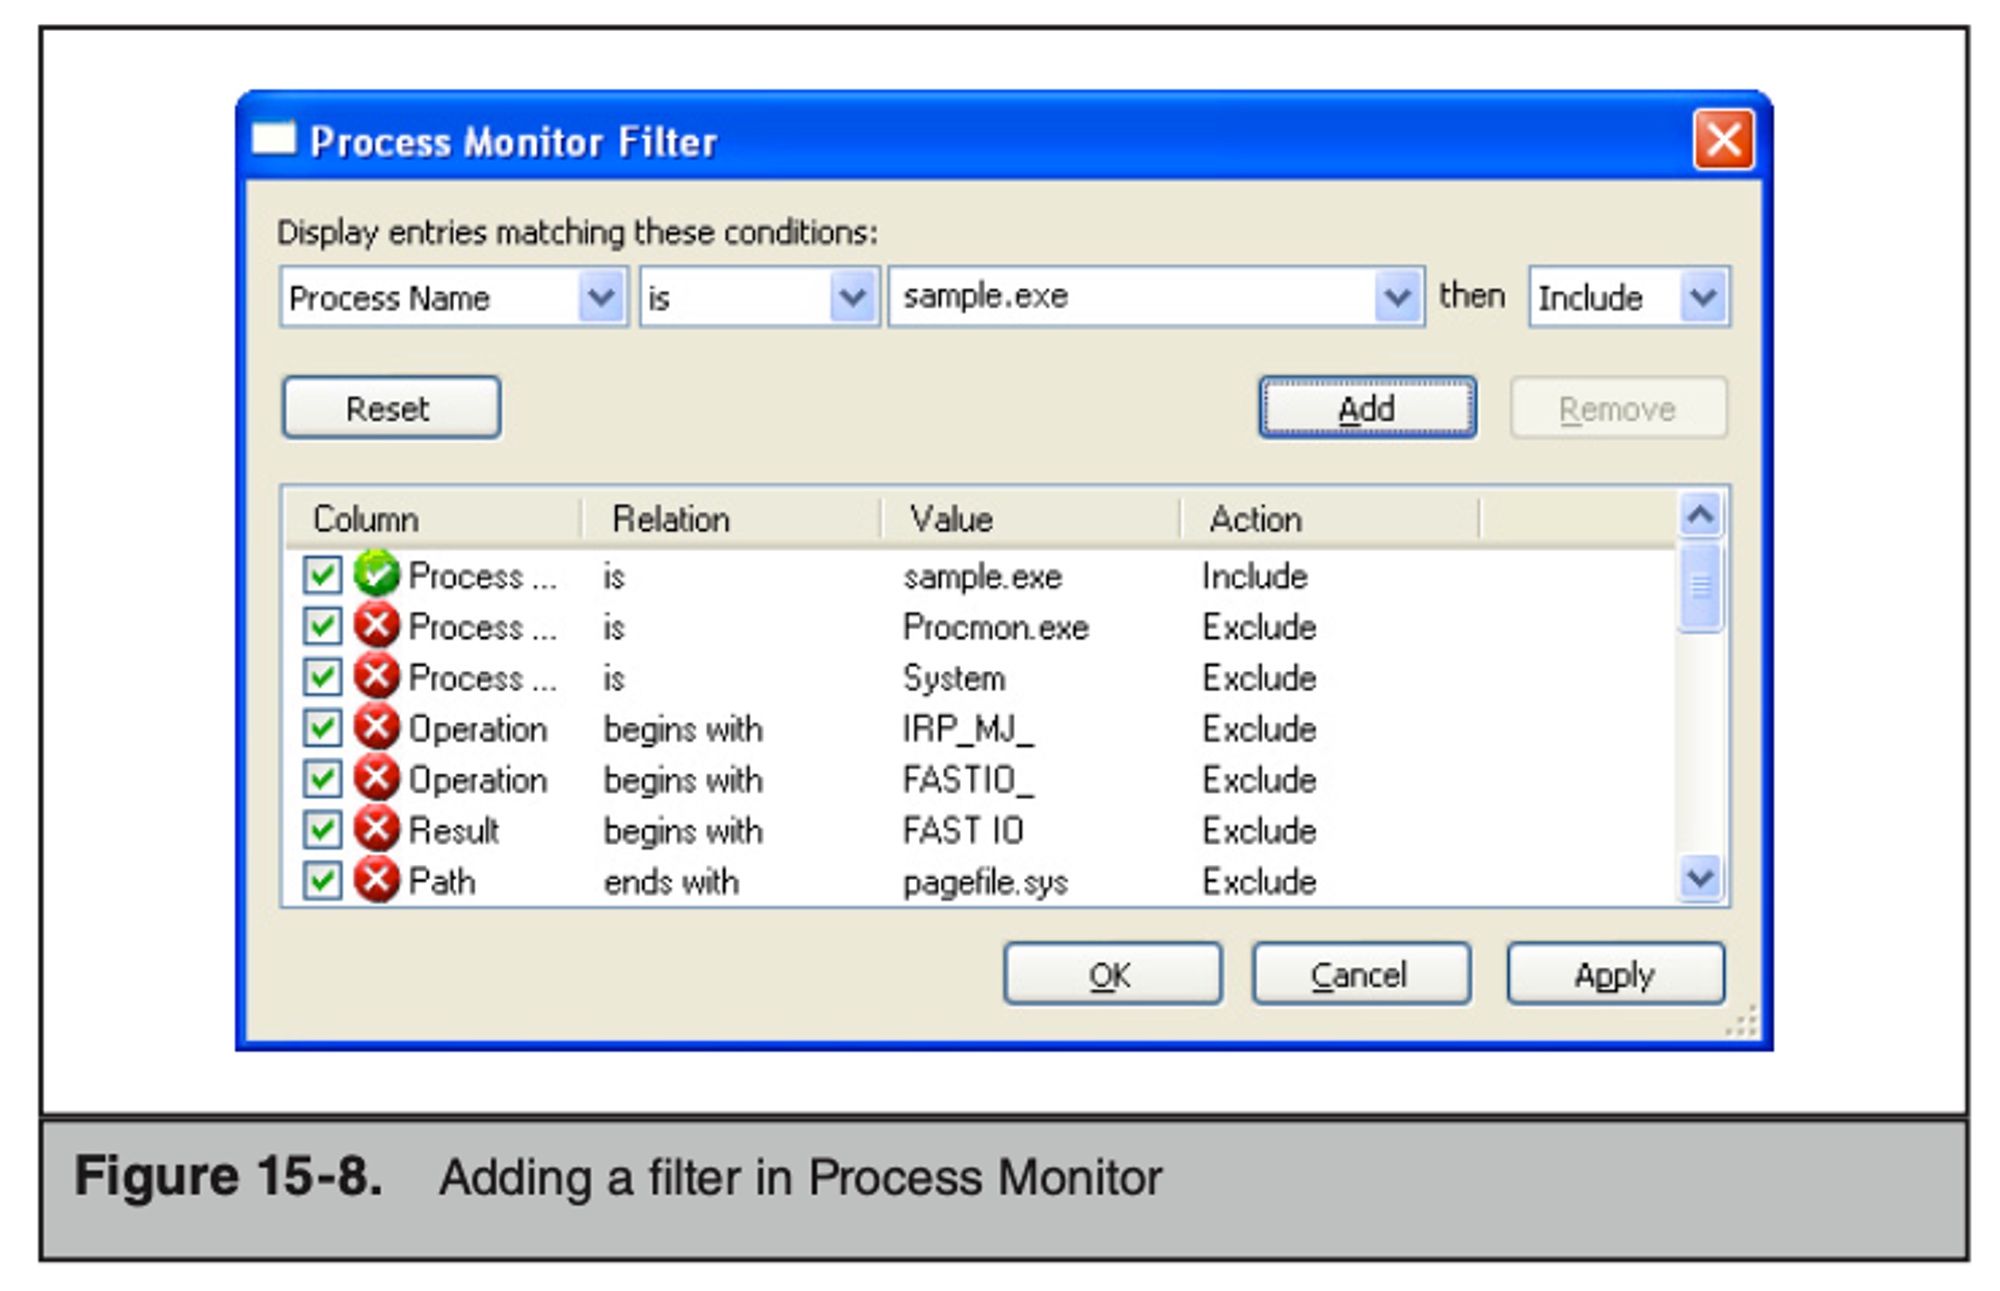 Process Monitor Filter
Display entries matching these conditions:
Process Name is sample.exe then Include
Reset Add Remove
Column Relation Value Action
Process ... is sample.exe Include
Process ... is Procmon.exe Exclude
Process ... is System Exclude
Operation begins with IRP_MJ_ Exclude
Operation begins with FASTIO_ Exclude
Result begins with FAST IO Exclude
Path ends with pagefile.sys Exclude
OK Cancel Apply
Figure 15-8. Adding a filter in Process Monitor